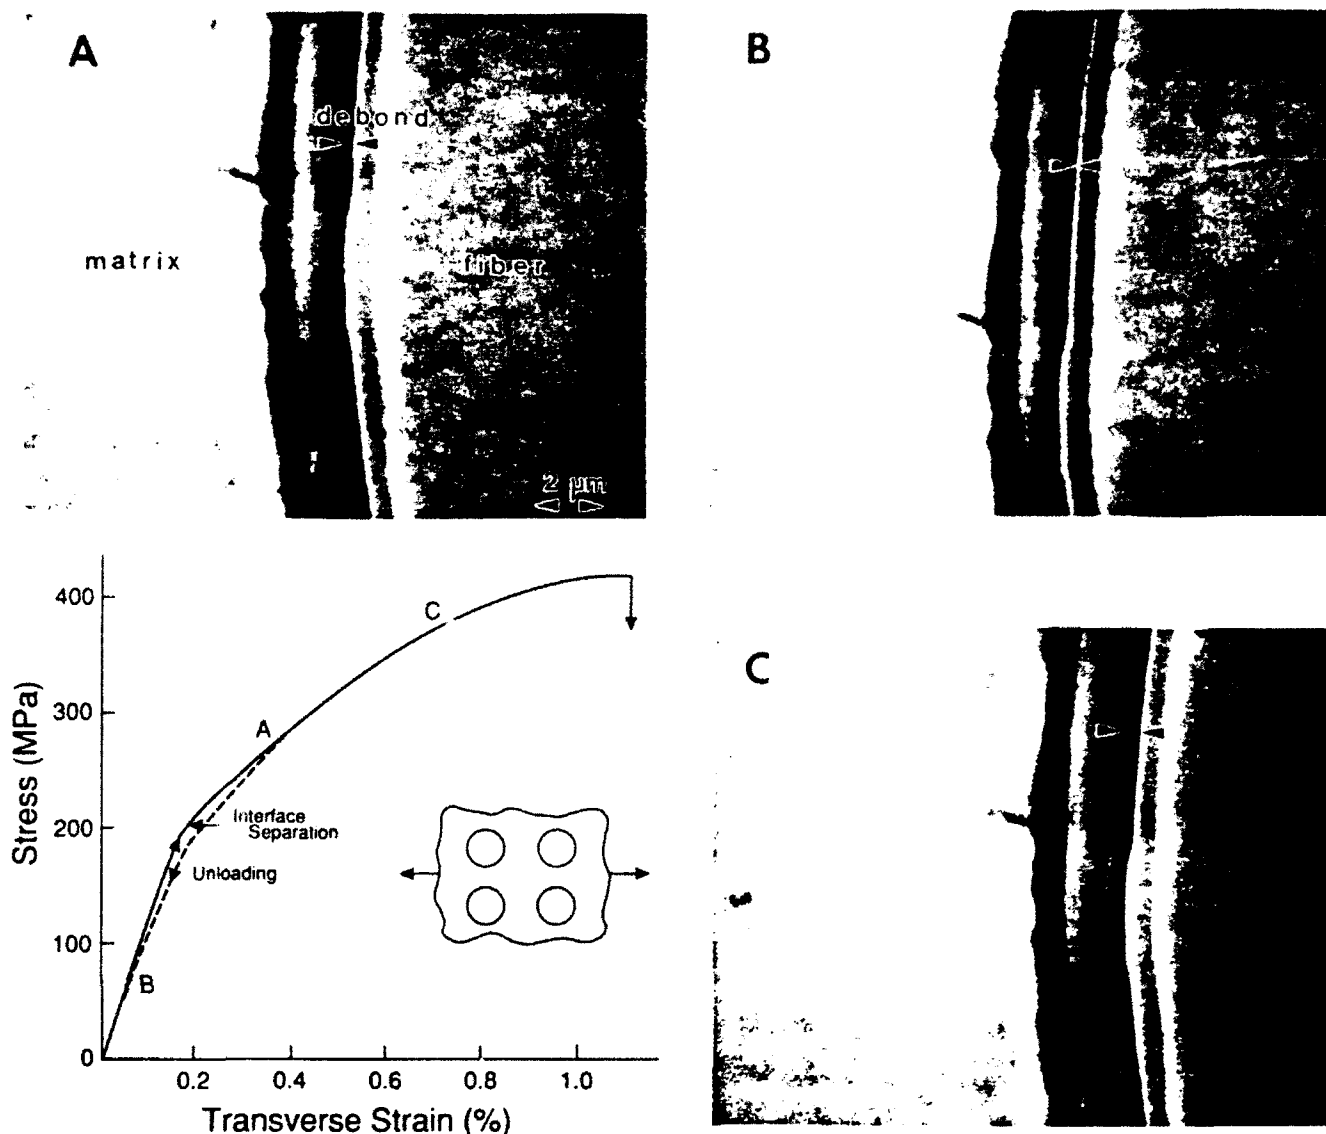 A
debond
matrix
fiber
2 µm
B
400
300
200
100
0
Stress (MPa)
C
A
Interface
Separation
Unloading
B
0.2
0.4
0.6
0.8
1.0
Transverse Strain (%)
C